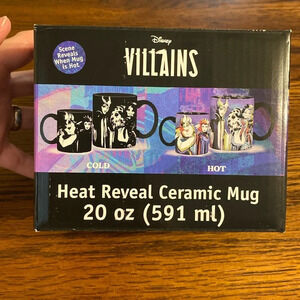 Disney
VILLAINS
Scene
Reveals
When Mug
is Hot
COLD
HOT
Heat Reveal Ceramic Mug
20 oz (591 ml)